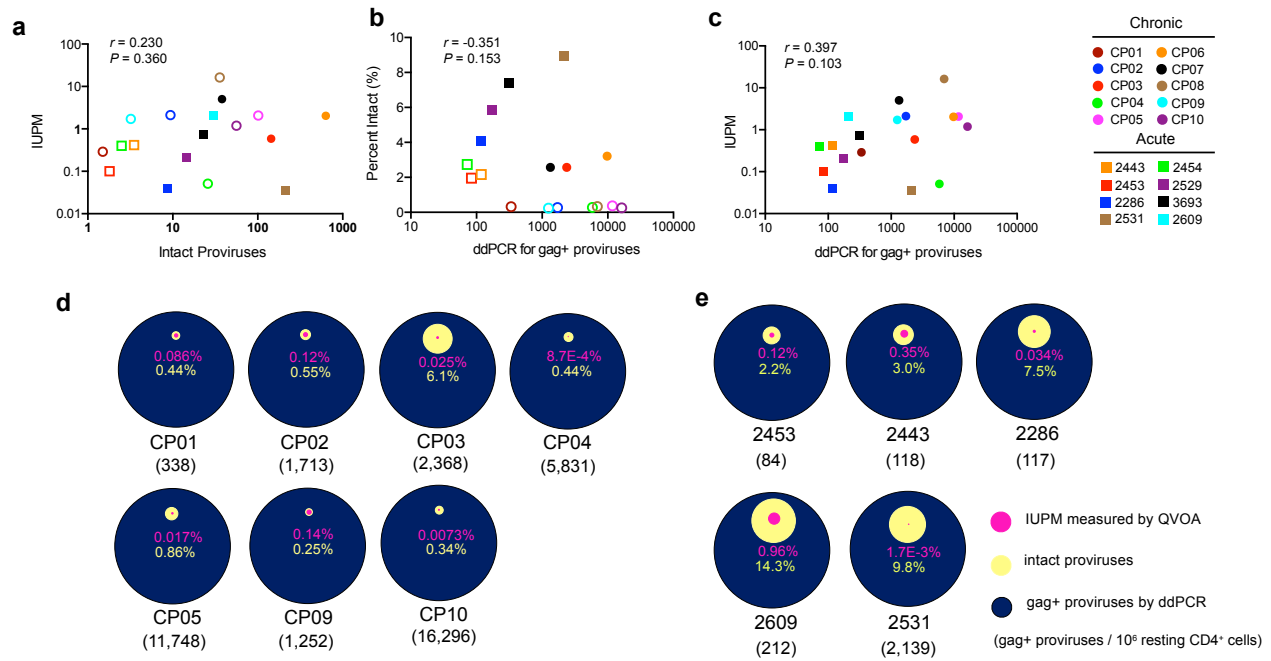 a
r = 0.230
P = 0.360
100
10
1
0.1
0.01
IUPM
1
10
100
1000
Intact Proviruses
b
r = -0.351
P = 0.153
10
8
6
4
2
0
Percent Intact (%)
10
100
1000
10000
100000
ddPCR for gag+ proviruses
c
r = 0.397
P = 0.103
100
10
1
0.1
0.01
IUPM
10
100
1000
10000
100000
ddPCR for gag+ proviruses
Chronic
CP01 CP06
CP02 CP07
CP03 CP08
CP04 CP09
CP05 CP10
Acute
2443 2454
2453 2529
2286 3693
2531 2609
d
0.086%
0.44%
CP01
(338)
0.12%
0.55%
CP02
(1,713)
0.025%
6.1%
CP03
(2,368)
8.7E-4%
0.44%
CP04
(5,831)
0.017%
0.86%
CP05
(11,748)
0.14%
0.25%
CP09
(1,252)
0.0073%
0.34%
CP10
(16,296)
e
0.12%
2.2%
2453
(84)
0.35%
3.0%
2443
(118)
0.034%
7.5%
2286
(117)
0.96%
14.3%
2609
(212)
1.7E-3%
9.8%
2531
(2,139)
IUPM measured by QVOA
intact proviruses
gag+ proviruses by ddPCR
(gag+ proviruses / 10⁶ resting CD4⁺ cells)